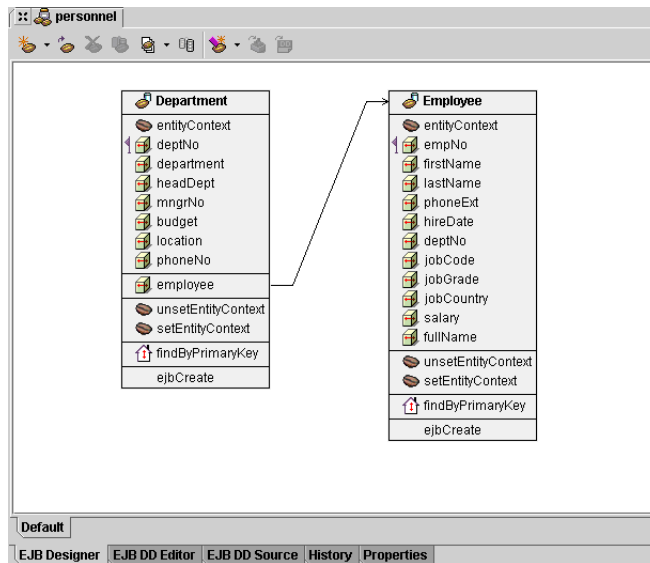 personnel
Department
entityContext
deptNo
department
headDept
mngrNo
budget
location
phoneNo
employee
unsetEntityContext
setEntityContext
findByPrimaryKey
ejbCreate
Employee
entityContext
empNo
firstName
lastName
phoneExt
hireDate
deptNo
jobCode
jobGrade
jobCountry
salary
fullName
unsetEntityContext
setEntityContext
findByPrimaryKey
ejbCreate
Default
EJB Designer EJB DD Editor EJB DD Source History Properties